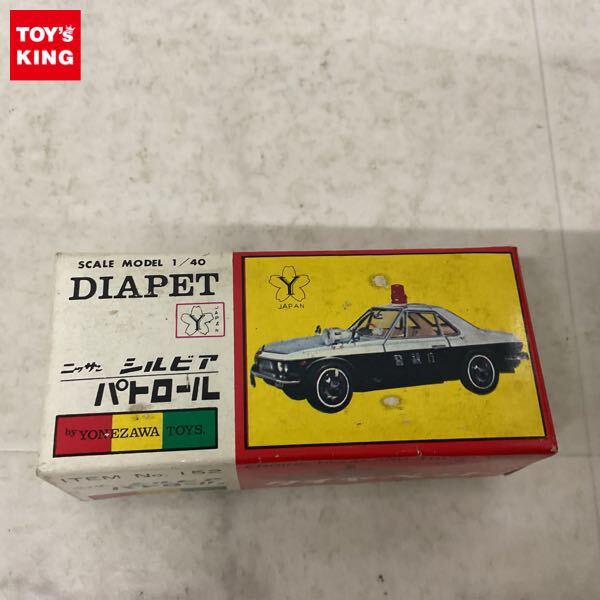 TOY'S
KING
SCALE MODEL 1/40
DIAPET
Y
JAPAN
ニッサン シルビア
パトロール
by YONEZAWA TOYS.
Y
JAPAN
警視庁
ITEM No. 152